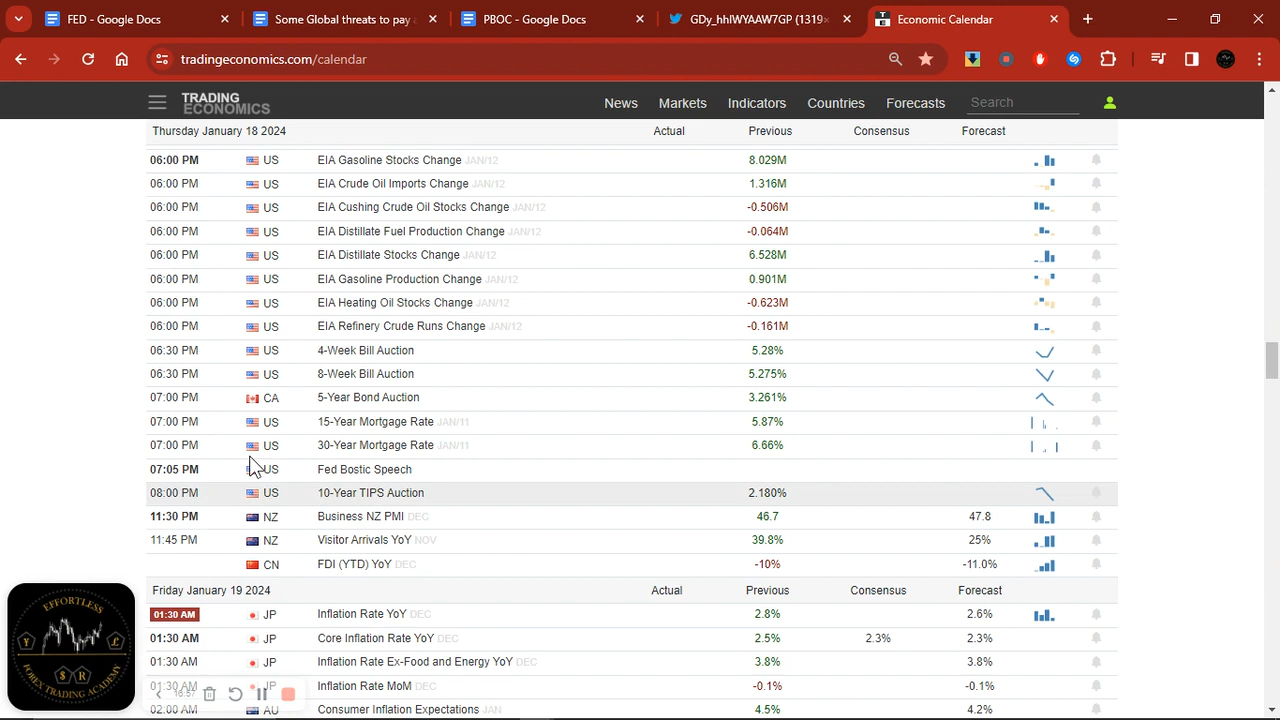 FED - Google Docs
Some Global threats to pay a
PBOC - Google Docs
GDy_hhIWIAAW7GP (1319×
Economic Calendar
tradingeconomics.com/calendar
TRADING
ECONOMICS
News Markets Indicators Countries Forecasts Search
Thursday January 18 2024 Actual Previous Consensus Forecast
06:00 PM US EIA Gasoline Stocks Change JAN/12 8.029M
06:00 PM US EIA Crude Oil Imports Change JAN/12 1.316M
06:00 PM US EIA Cushing Crude Oil Stocks Change JAN/12 -0.506M
06:00 PM US EIA Distillate Fuel Production Change JAN/12 -0.064M
06:00 PM US EIA Distillate Stocks Change JAN/12 6.528M
06:00 PM US EIA Gasoline Production Change JAN/12 0.901M
06:00 PM US EIA Heating Oil Stocks Change JAN/12 -0.623M
06:00 PM US EIA Refinery Crude Runs Change JAN/12 -0.161M
06:30 PM US 4-Week Bill Auction 5.28%
06:30 PM US 8-Week Bill Auction 5.275%
07:00 PM CA 5-Year Bond Auction 3.261%
07:00 PM US 15-Year Mortgage Rate JAN/11 5.87%
07:00 PM US 30-Year Mortgage Rate JAN/11 6.66%
07:05 PM US Fed Bostic Speech
08:00 PM US 10-Year TIPS Auction 2.180%
11:30 PM NZ Business NZ PMI DEC 46.7 47.8
11:45 PM NZ Visitor Arrivals YoY NOV 39.8% 25%
CN FDI (YTD) YoY DEC -10% -11.0%
Friday January 19 2024 Actual Previous Consensus Forecast
01:30 AM JP Inflation Rate YoY DEC 2.8% 2.6%
01:30 AM JP Core Inflation Rate YoY DEC 2.5% 2.3% 2.3%
01:30 AM JP Inflation Rate Ex-Food and Energy YoY DEC 3.8% 3.8%
01:30 AM JP Inflation Rate MoM DEC -0.1% -0.1%
02:00 AM AU Consumer Inflation Expectations JAN 4.5% 4.2%
EFFORTLESS
FOREX TRADING ACADEMY
¥ £ $ R